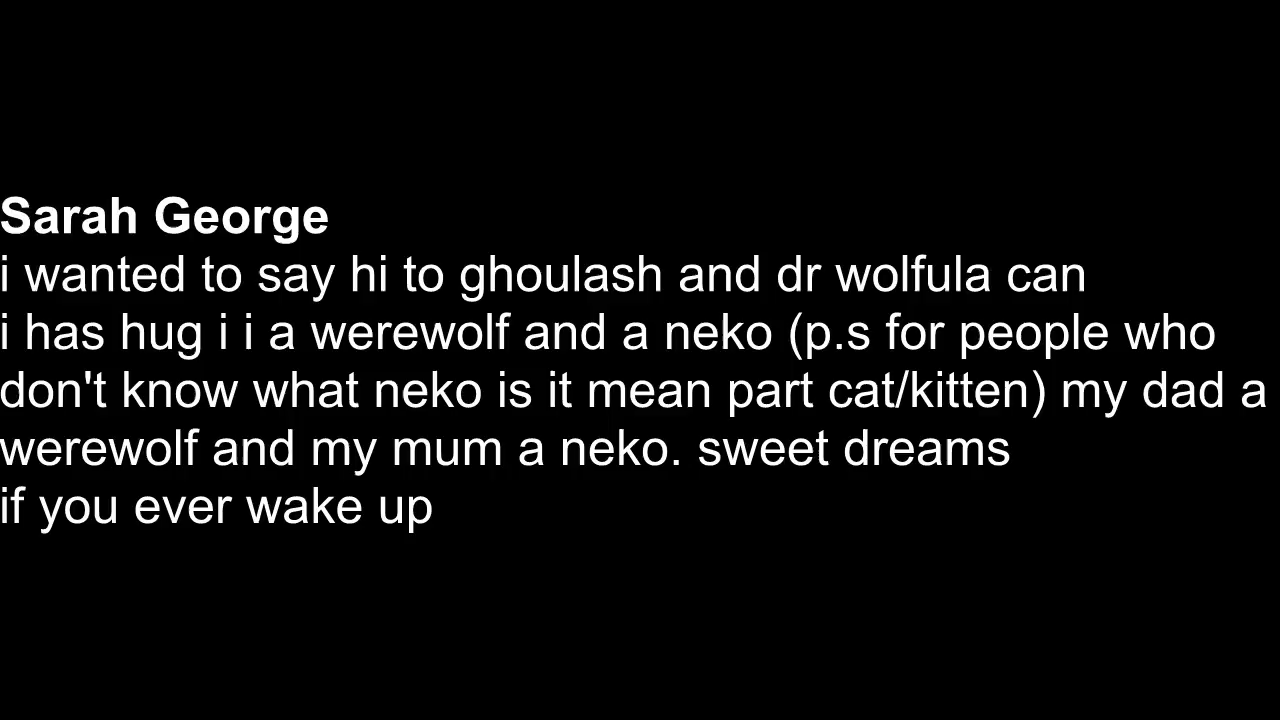 Sarah George
i wanted to say hi to ghoulash and dr wolfula can
i has hug i i a werewolf and a neko (p.s for people who
don't know what neko is it mean part cat/kitten) my dad a
werewolf and my mum a neko. sweet dreams
if you ever wake up